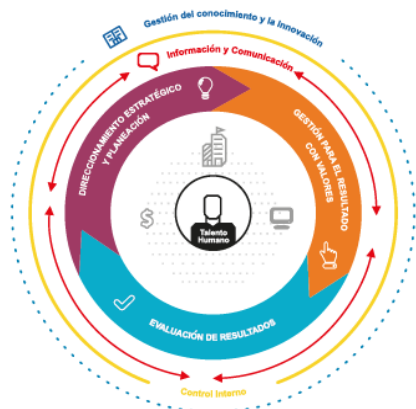 Gestión del conocimiento y la Innovación
Información y Comunicación
DIRECCIONAMIENTO ESTRATÉGICO
Y PLANEACIÓN
GESTIÓN PARA EL RESULTADO
CON VALORES
$
Talento
Humano
EVALUACIÓN DE RESULTADOS
Control Interno